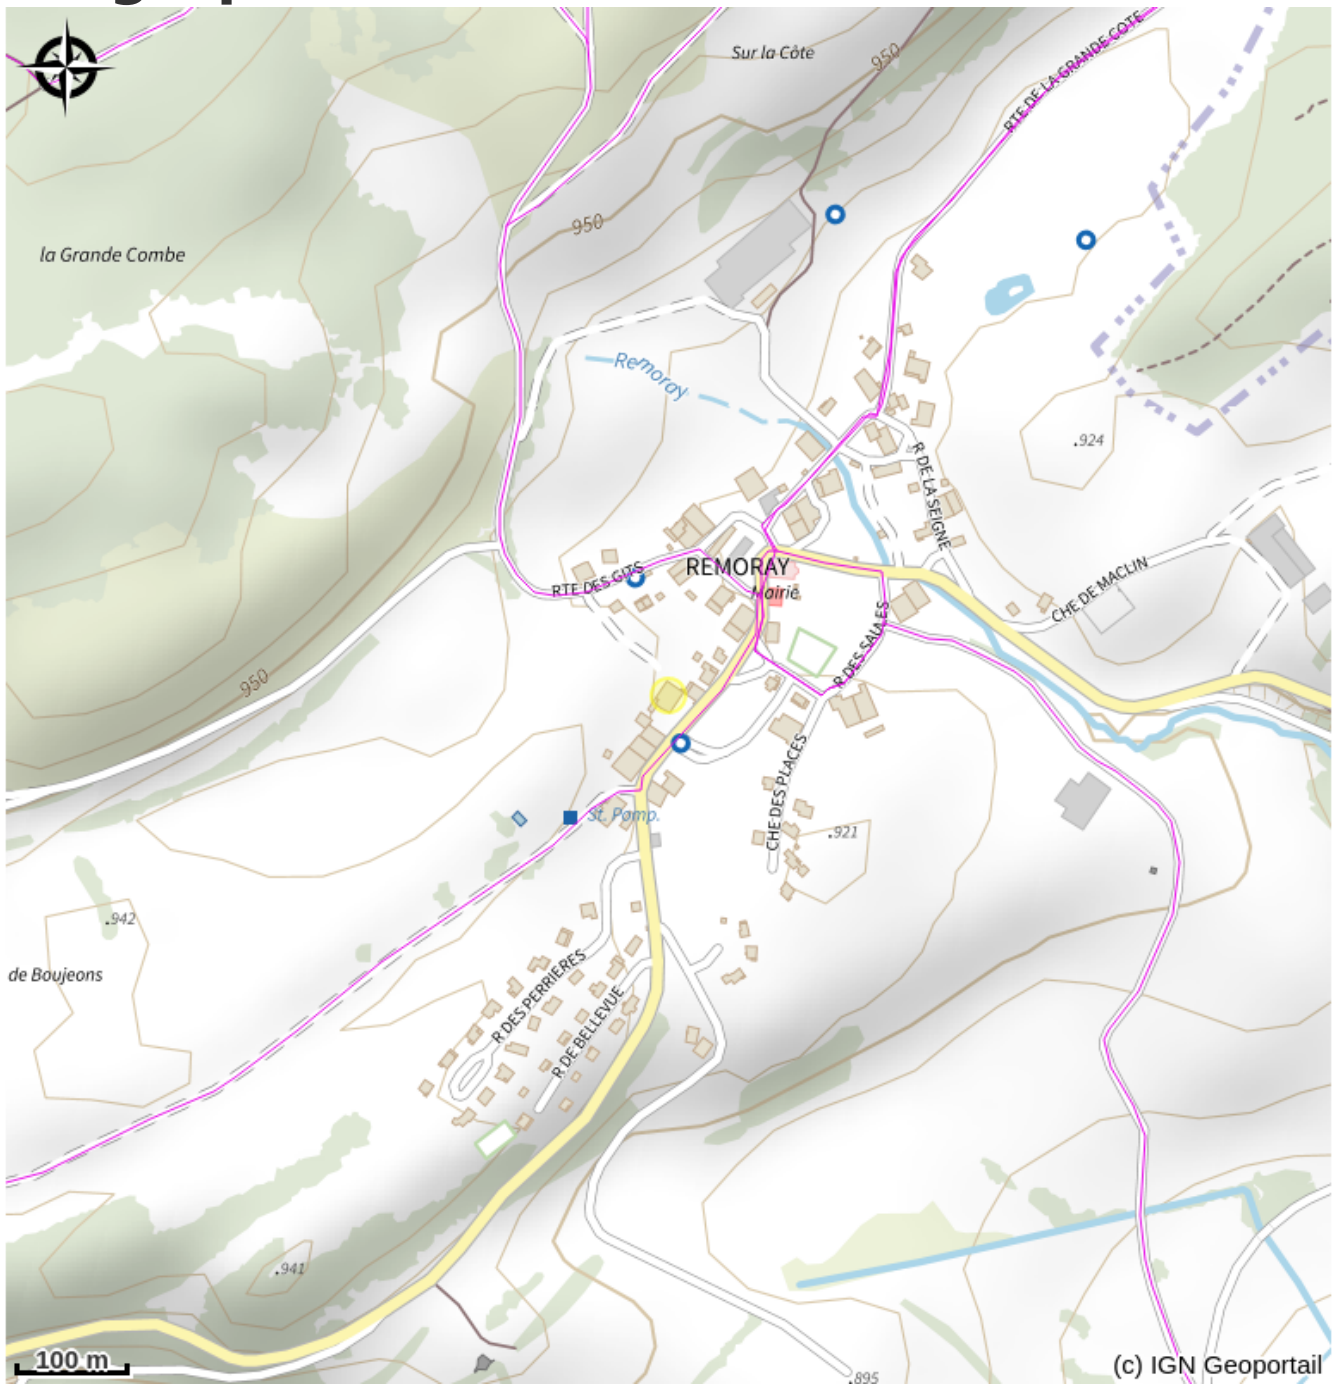 Sur la Côte
950
RTE DE LA GRANDE COTE
950
la Grande Combe
Remoray
.924
R DE LA SEIGNE
REMORAY
Mairie
RTE DES GITS
CHE DE MACLIN
R DES SAULES
950
CHE DES PLACES
St. Pomp.
.921
.942
de Boujeons
R DES PERRIERES
R DE BELLEVUE
.941
100 m
.895
(c) IGN Geoportail